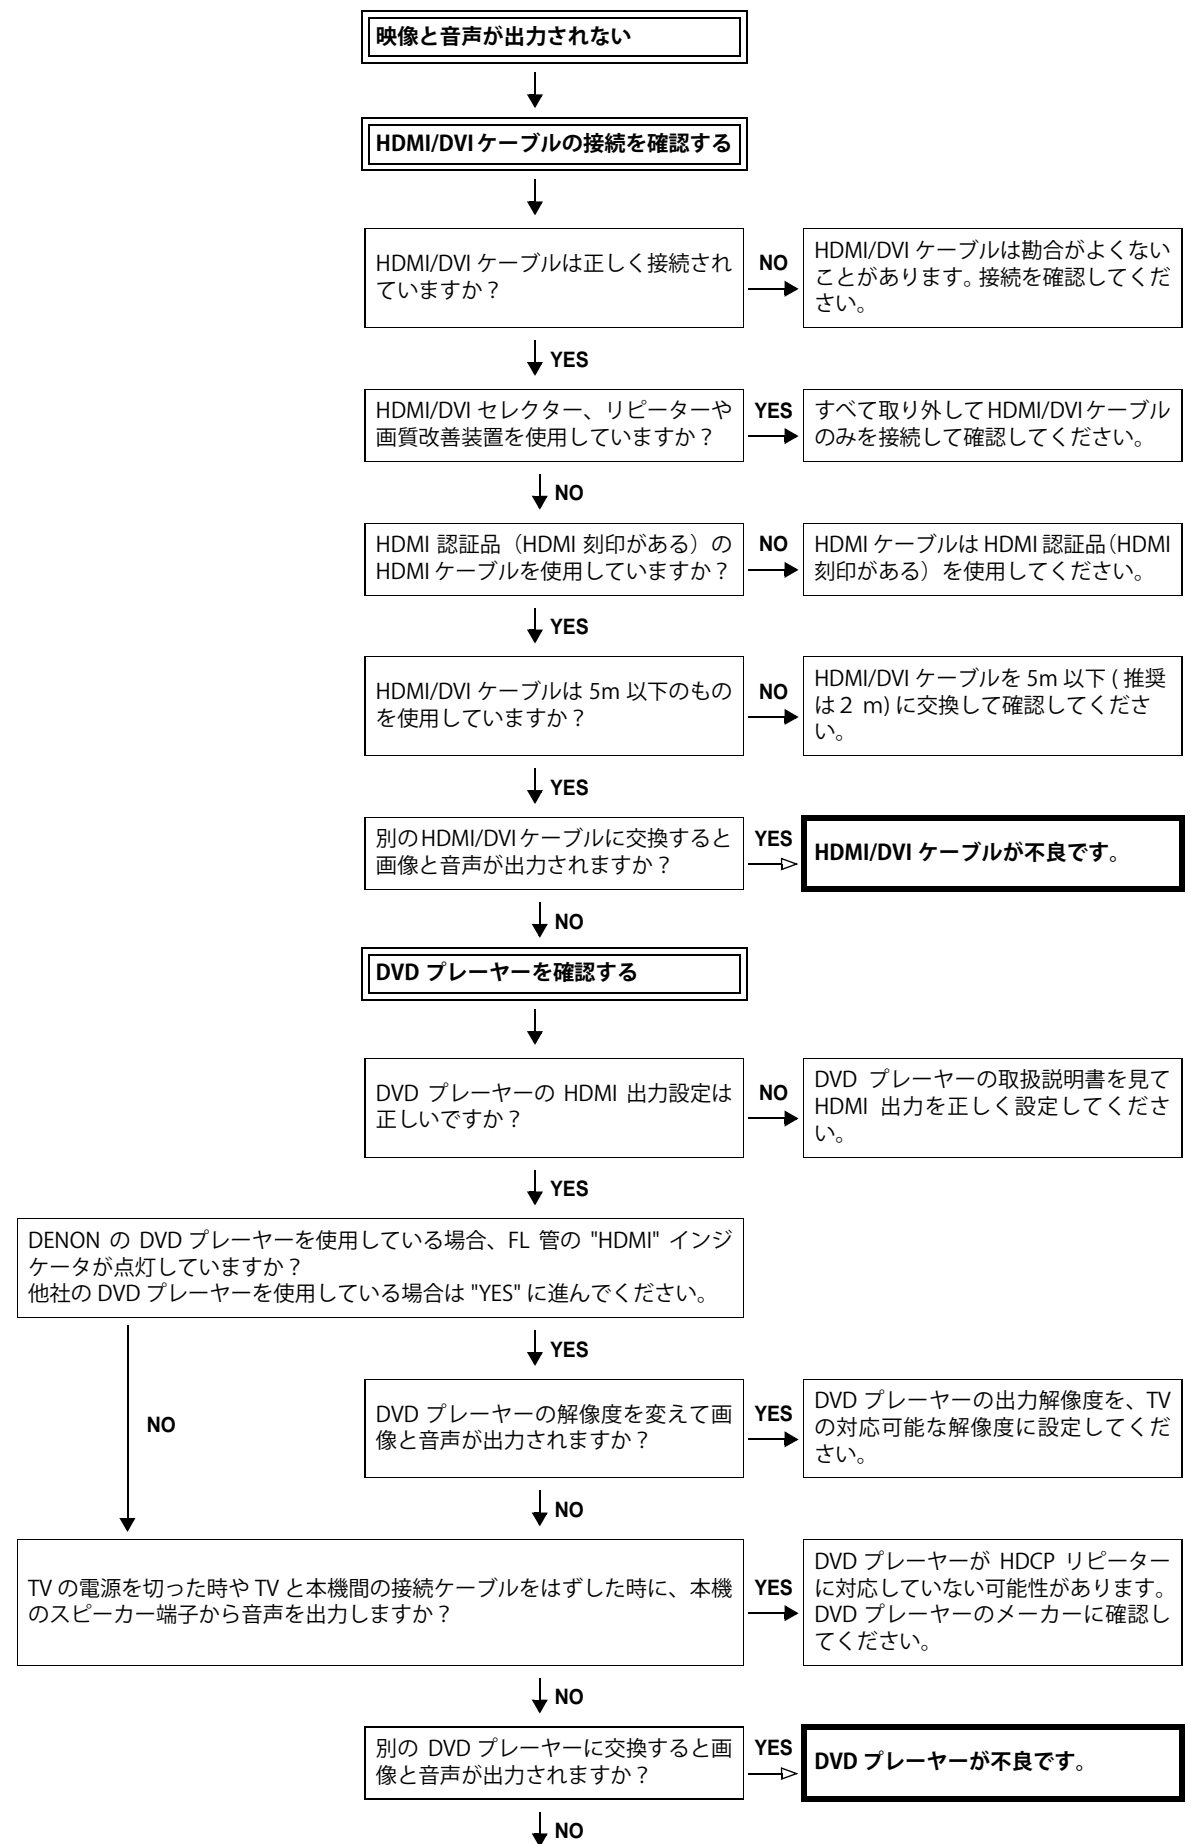 映像と音声が出力されない
HDMI/DVIケーブルの接続を確認する
HDMI/DVI ケーブルは正しく接続され
ていますか？
NO
HDMI/DVI ケーブルは勘合がよくない
ことがあります。接続を確認してくだ
さい。
YES
HDMI/DVI セレクター、リピーターや
画質改善装置を使用していますか？
YES
すべて取り外してHDMI/DVIケーブル
のみを接続して確認してください。
NO
HDMI 認証品（HDMI 刻印がある）の
HDMI ケーブルを使用していますか？
NO
HDMI ケーブルは HDMI 認証品（HDMI
刻印がある）を使用してください。
YES
HDMI/DVI ケーブルは 5m 以下のもの
を使用していますか？
NO
HDMI/DVI ケーブルを 5m 以下 ( 推奨
は２ m) に交換して確認してくださ
い。
YES
別のHDMI/DVIケーブルに交換すると
画像と音声が出力されますか？
YES
HDMI/DVI ケーブルが不良です。
NO
DVD プレーヤーを確認する
DVD プレーヤーの HDMI 出力設定は
正しいですか？
NO
DVD プレーヤーの取扱説明書を見て
HDMI 出力を正しく設定してくださ
い。
YES
DENON の DVD プレーヤーを使用している場合、FL 管の "HDMI" インジ
ケータが点灯していますか？
他社の DVD プレーヤーを使用している場合は "YES" に進んでください。
YES
NO
DVD プレーヤーの解像度を変えて画
像と音声が出力されますか？
YES
DVD プレーヤーの出力解像度を、TV
の対応可能な解像度に設定してくだ
さい。
NO
TV の電源を切った時や TV と本機間の接続ケーブルをはずした時に、本機
のスピーカー端子から音声を出力しますか？
YES
DVD プレーヤーが HDCP リピーター
に対応していない可能性があります。
DVD プレーヤーのメーカーに確認し
てください。
NO
別の DVD プレーヤーに交換すると画
像と音声が出力されますか？
YES
DVD プレーヤーが不良です。
NO